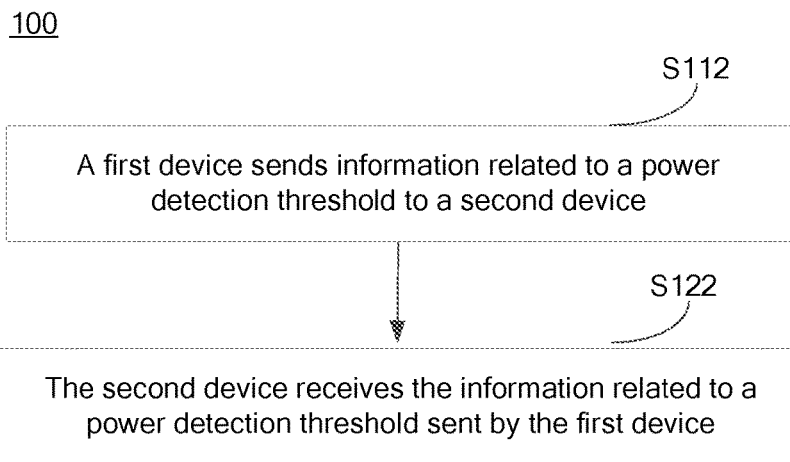 100
S112
A first device sends information related to a power
detection threshold to a second device
S122
The second device receives the information related to a
power detection threshold sent by the first device